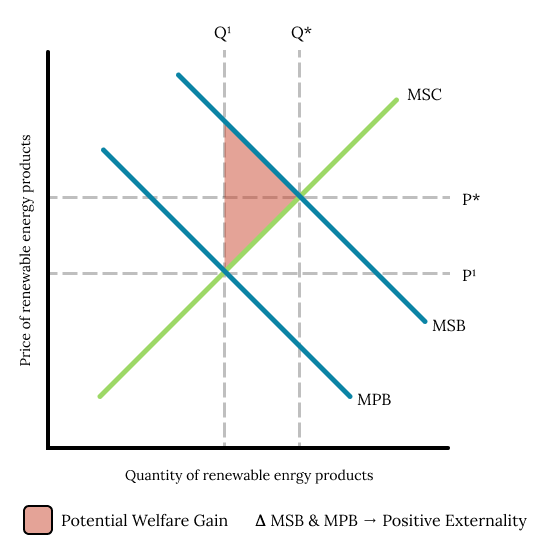 Q¹ Q*
MSC
Price of renewable energy products
P*
P¹
MSB
MPB
Quantity of renewable enrgy products
Potential Welfare Gain Δ MSB & MPB → Positive Externality